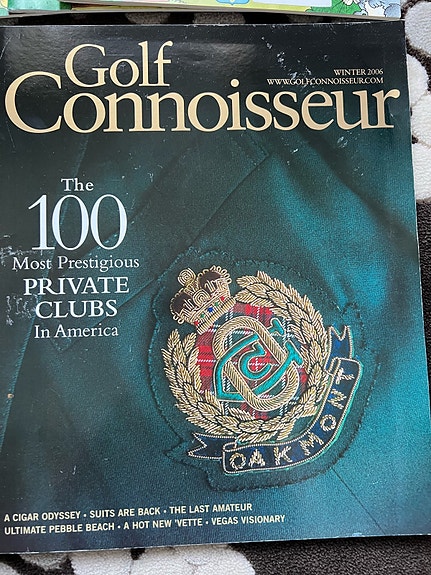 Golf
Connoisseur
WINTER 2006
WWW.GOLFCONNOISSEUR.COM
The
100
Most Prestigious
PRIVATE
CLUBS
In America
OAKMONT
A CIGAR ODYSSEY • SUITS ARE BACK • THE LAST AMATEUR
ULTIMATE PEBBLE BEACH • A HOT NEW 'VETTE • VEGAS VISIONARY